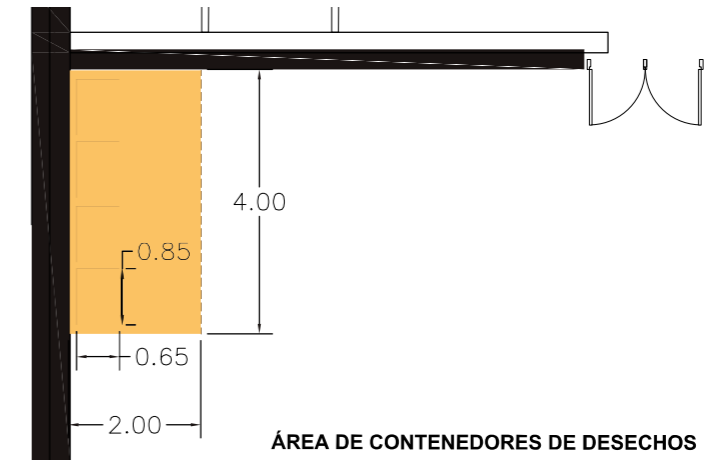 4.00
0.85
0.65
2.00
ÁREA DE CONTENEDORES DE DESECHOS